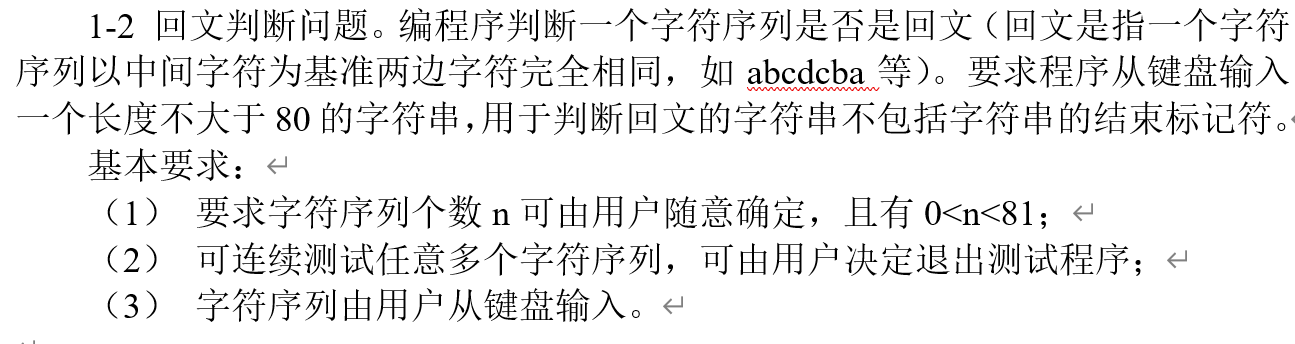 1-2 回文判断问题。编程序判断一个字符序列是否是回文（回文是指一个字符
序列以中间字符为基准两边字符完全相同，如 abcdcba 等）。要求程序从键盘输入
一个长度不大于 80 的字符串，用于判断回文的字符串不包括字符串的结束标记符。
基本要求：
（1） 要求字符序列个数 n 可由用户随意确定，且有 0<n<81；
（2） 可连续测试任意多个字符序列，可由用户决定退出测试程序；
（3） 字符序列由用户从键盘输入。